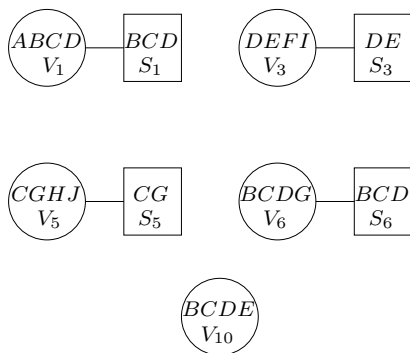 ABCD BCD DEFI DE
V₁ S₁ V₃ S₃
CGHJ CG BCDG BCD
V₅ S₅ V₆ S₆
BCDE
V₁₀